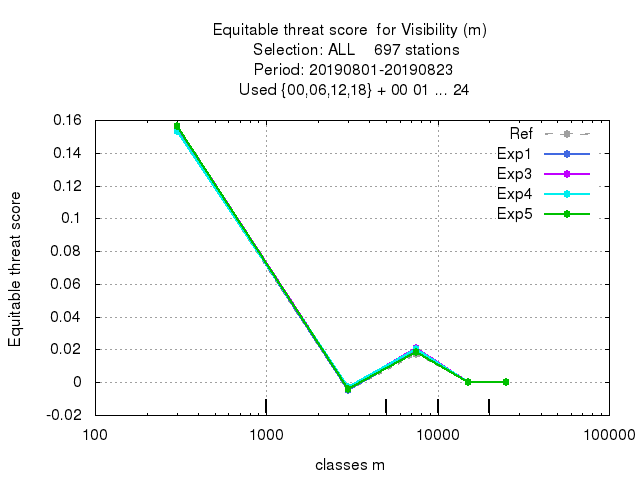 Equitable threat score  for Visibility (m)
Selection: ALL    697 stations
Period: 20190801-20190823
Used {00,06,12,18} + 00 01 ... 24
Ref
Exp1
Exp3
Exp4
Exp5
0.16
0.14
0.12
0.1
0.08
0.06
0.04
0.02
0
-0.02
Equitable threat score
100 1000 10000 100000
classes m